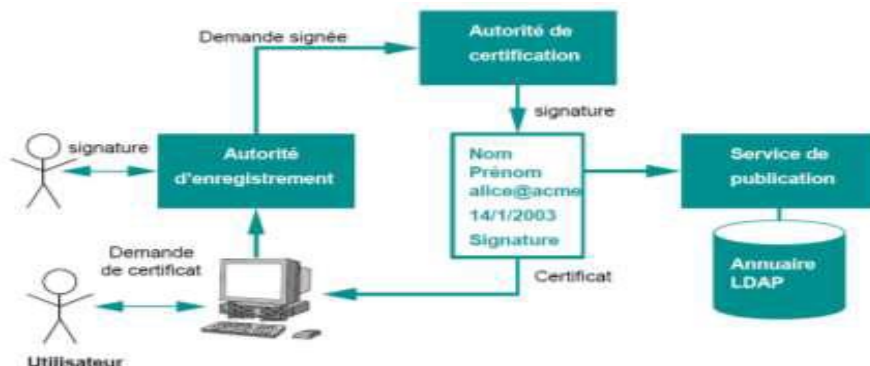 Demande signée
Autorité de
certification
signature
signature
Autorité
d'enregistrement
Nom
Prénom
alice@acme
14/1/2003
Signature
Service de
publication
Demande
de certificat
Certificat
Annuaire
LDAP
Utilisateur